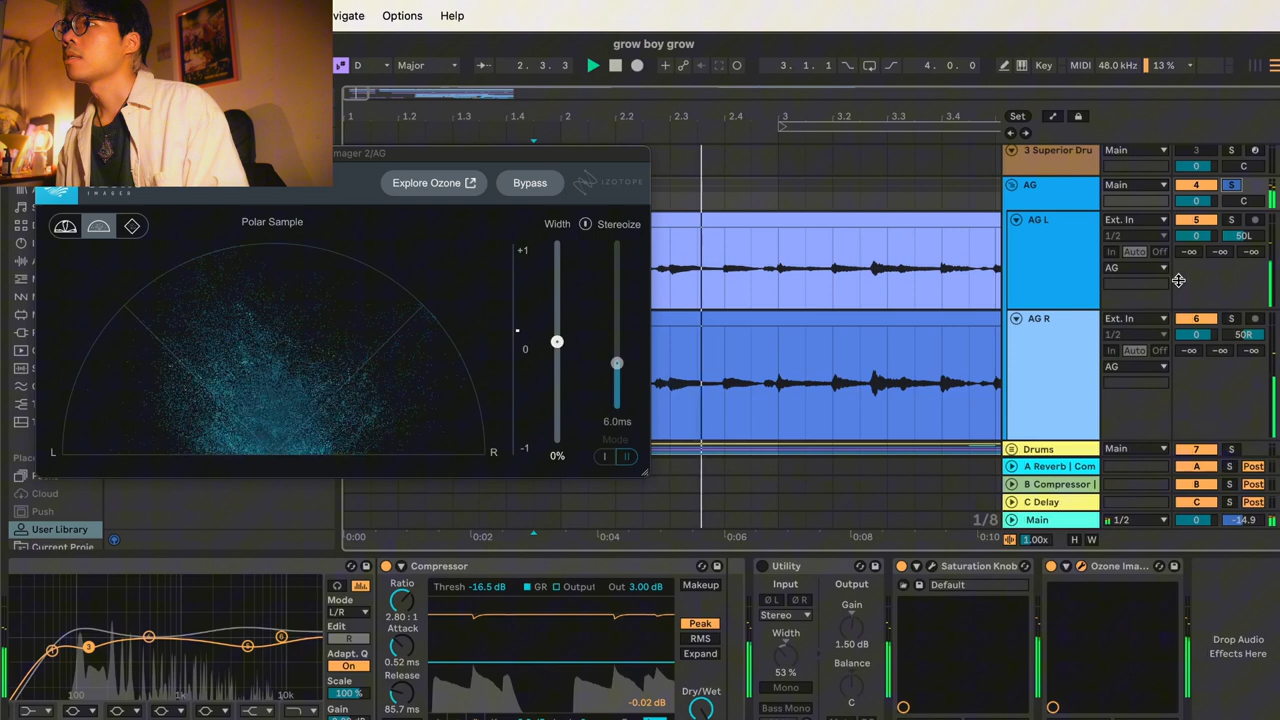 vigate Options Help
grow boy grow
D Major 2. 3. 3 3. 1. 1 4. 0. 0 Key MIDI 48.0 kHz 13 %
1 1.2 1.3 1.4 2 2.2 2.3 2.4 3 3.2 3.3 3.4
Set
mager 2/AG
IMAGER
Explore Ozone
Bypass
IZOTOPE
Polar Sample
Width
Stereoize
+1
0
-1
L
R
6.0ms
Mode
I II
0%
3 Superior Dru Main 3 S
0 C
AG Main 4 S
0 C
AG L Ext. In 5 S
1/2 0 50L
In Auto Off -∞ -∞ -∞
AG
AG R Ext. In 6 S
1/2 0 50R
In Auto Off -∞ -∞ -∞
AG
Drums Main 7 S
A Reverb | Com A S Post
B Compressor | B S Post
C Delay C S Post
Main 1/2 0 -14.9
1/8
0:00 0:02 0:04 0:06 0:08 0:10
1.00x H W
Place
Cloud
Push
User Library
Current Proje
Mode
L/R
Edit
R
Adapt. Q
On
Scale
100 %
Gain
100 1k 10k
Compressor
Ratio
2.80 : 1
Attack
0.52 ms
Release
85.7 ms
Thresh -16.5 dB GR Output Out 3.00 dB
-0.02 dB
Makeup
Peak
RMS
Expand
Dry/Wet
Utility
Input
Ø L Ø R
Stereo
Width
53 %
Mono
Bass Mono
Output
Gain
1.50 dB
Balance
C
Saturation Knob
Default
Ozone Ima...
Drop Audio
Effects Here